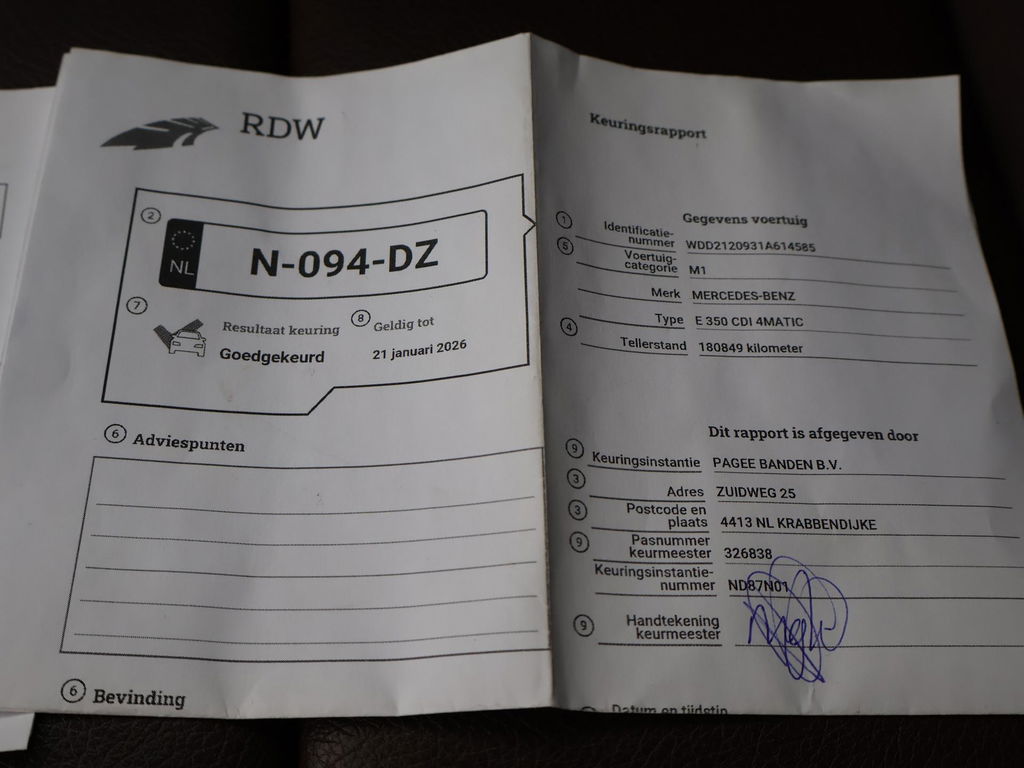 RDW
2
NL N-094-DZ
7 Resultaat keuring
Goedgekeurd
8 Geldig tot
21 januari 2026
6 Adviespunten
6 Bevinding
Keuringsrapport
Gegevens voertuig
1 Identificatie-
nummer WDD2120931A614585
5 Voertuig-
categorie M1
Merk MERCEDES-BENZ
Type E 350 CDI 4MATIC
4 Tellerstand 180849 kilometer
Dit rapport is afgegeven door
9 Keuringsinstantie PAGEE BANDEN B.V.
3 Adres ZUIDWEG 25
3 Postcode en
plaats 4413 NL KRABBENDIJKE
9 Pasnummer
keurmeester 326838
Keuringsinstantie-
nummer ND87N01
9 Handtekening
keurmeester
Datum en tijdstip